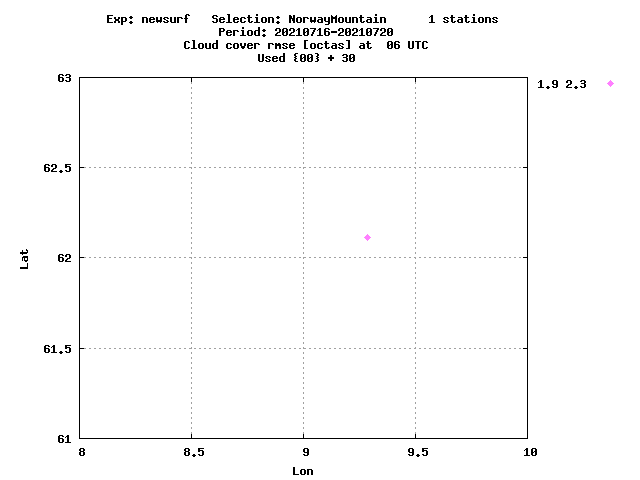 Exp: newsurf   Selection: NorwayMountain      1 stations
Period: 20210716-20210720
Cloud cover rmse [octas] at  06 UTC
Used {00} + 30
63
1.9 2.3
62.5
Lat
62
61.5
61
8
8.5
9
9.5
10
Lon